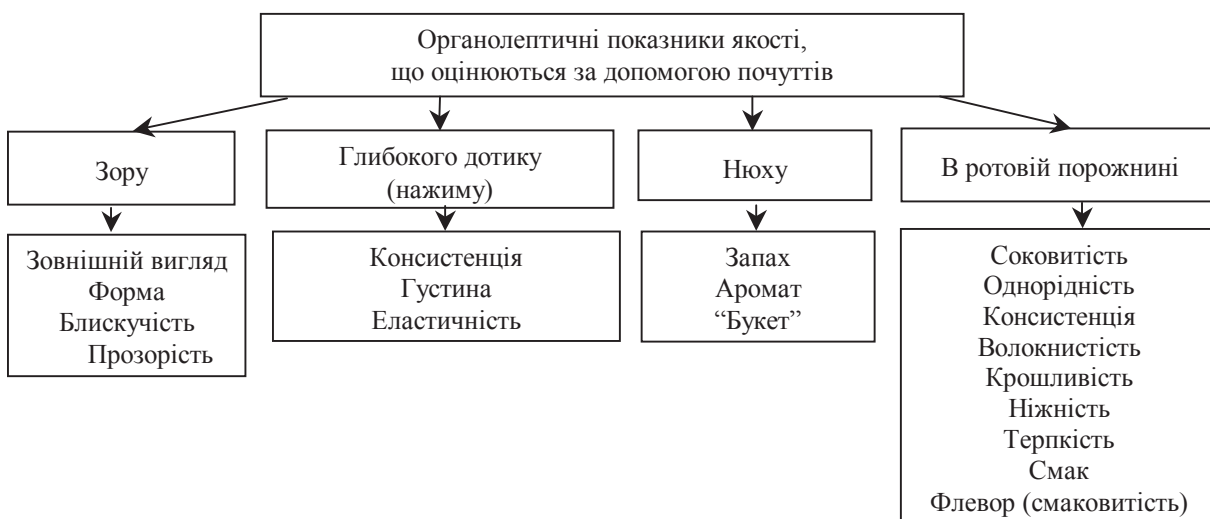 Органолептичні показники якості,
що оцінюються за допомогою почуттів
Зору
Глибокого дотику
(нажиму)
Нюху
В ротовій порожнині
Зовнішній вигляд
Форма
Блискучість
Прозорість
Консистенція
Густина
Еластичність
Запах
Аромат
“Букет”
Соковитість
Однорідність
Консистенція
Волокнистість
Крошливість
Ніжність
Терпкість
Смак
Флевор (смаковитість)